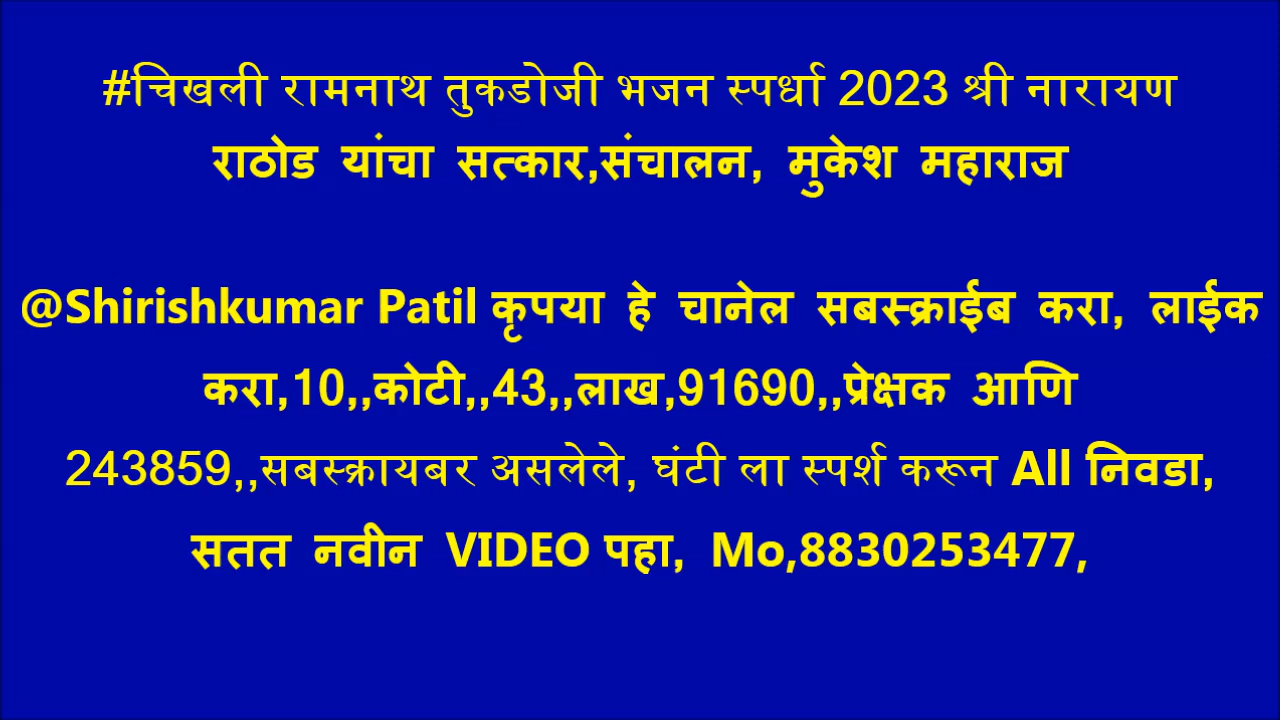 #चिखली रामनाथ तुकडोजी भजन स्पर्धा 2023 श्री नारायण
राठोड यांचा सत्कार,संचालन, मुकेश महाराज
@Shirishkumar Patil कृपया हे चानेल सबस्क्राईब करा, लाईक
करा,10,,कोटी,,43,,लाख,91690,,प्रेक्षक आणि
243859,,सबस्क्रायबर असलेले, घंटी ला स्पर्श करून All निवडा,
सतत नवीन VIDEO पहा, Mo,8830253477,